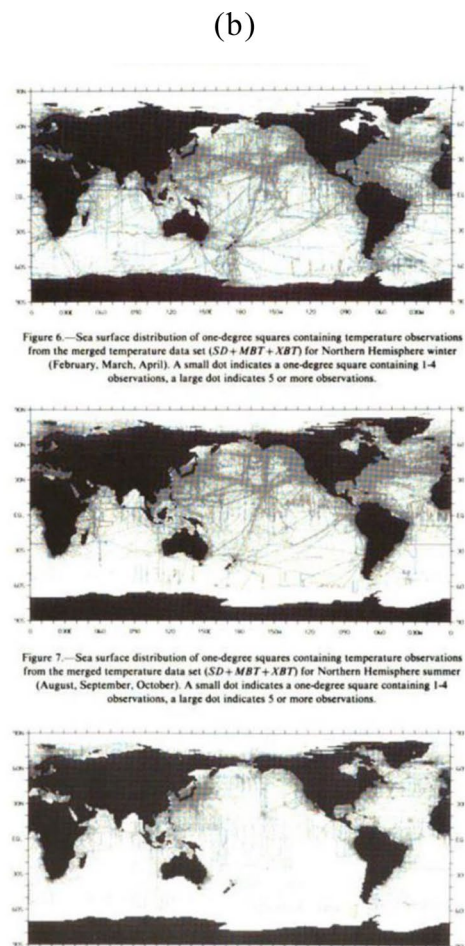 (b)
Figure 6.—Sea surface distribution of one-degree squares containing temperature observations
from the merged temperature data set (SD+MBT+XBT) for Northern Hemisphere winter
(February, March, April). A small dot indicates a one-degree square containing 1-4
observations, a large dot indicates 5 or more observations.
Figure 7.—Sea surface distribution of one-degree squares containing temperature observations
from the merged temperature data set (SD+MBT+XBT) for Northern Hemisphere summer
(August, September, October). A small dot indicates a one-degree square containing 1-4
observations, a large dot indicates 5 or more observations.